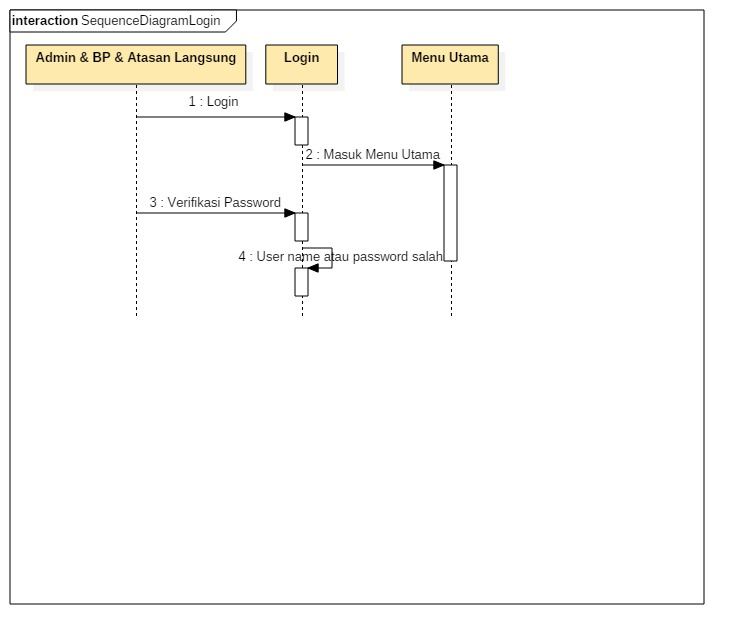 interaction SequenceDiagramLogin
Admin & BP & Atasan Langsung
Login
Menu Utama
1 : Login
2 : Masuk Menu Utama
3 : Verifikasi Password
4 : User name atau password salah